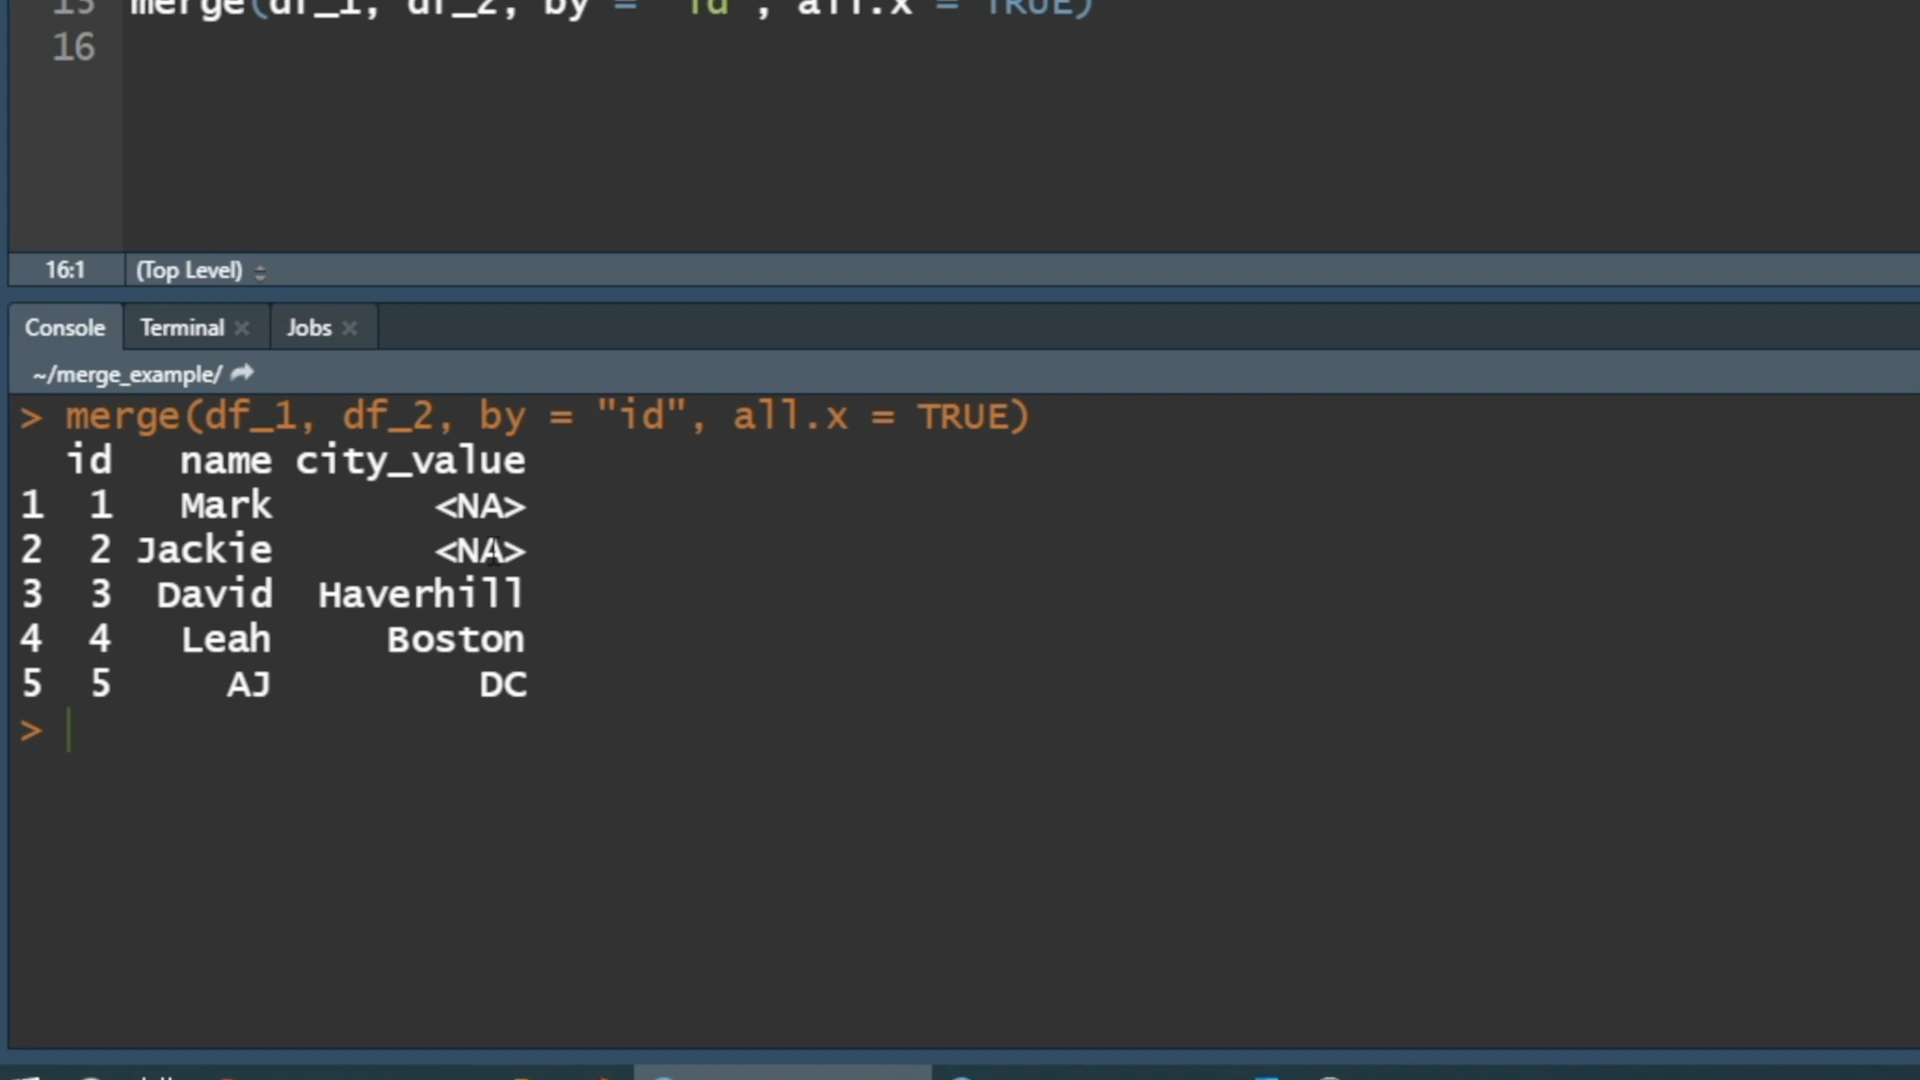 15 merge(df_1, df_2, by = "id", all.x = TRUE)
16
16:1 (Top Level)
Console Terminal Jobs
~/merge_example/
> merge(df_1, df_2, by = "id", all.x = TRUE)
id name city_value
1 1 Mark <NA>
2 2 Jackie <NA>
3 3 David Haverhill
4 4 Leah Boston
5 5 AJ DC
>